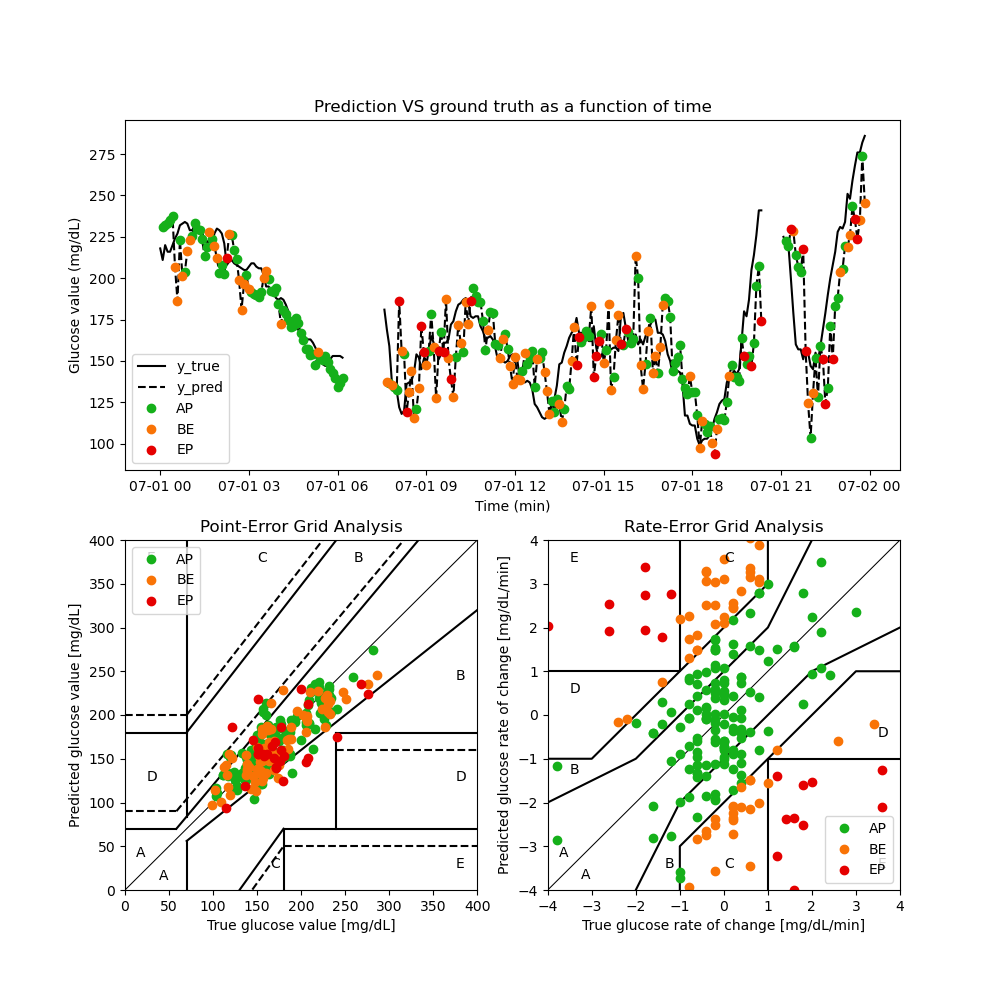 Prediction VS ground truth as a function of time
Glucose value (mg/dL)
275
250
225
200
175
150
125
100
y_true
y_pred
AP
BE
EP
07-01 00 07-01 03 07-01 06 07-01 09 07-01 12 07-01 15 07-01 18 07-01 21 07-02 00
Time (min)
Point-Error Grid Analysis
Predicted glucose value [mg/dL]
400
350
300
250
200
150
100
50
0
AP
BE
EP
C B
B
D D
A
A C E
0 50 100 150 200 250 300 350 400
True glucose value [mg/dL]
Rate-Error Grid Analysis
Predicted glucose rate of change [mg/dL/min]
4
3
2
1
0
−1
−2
−3
−4
E C
D
D
B
A
A B C
AP
BE
EP
−4 −3 −2 −1 0 1 2 3 4
True glucose rate of change [mg/dL/min]